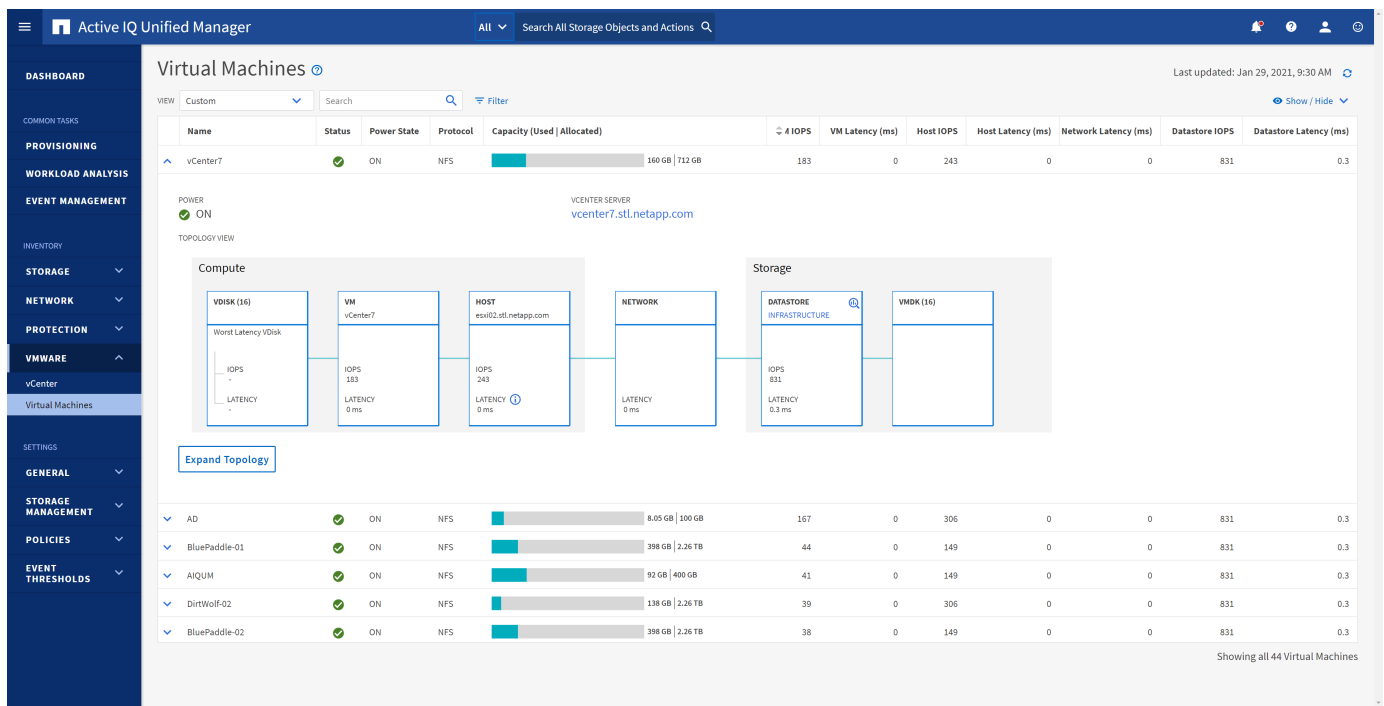 Active IQ Unified Manager
All
Search All Storage Objects and Actions
DASHBOARD
COMMON TASKS
PROVISIONING
WORKLOAD ANALYSIS
EVENT MANAGEMENT
INVENTORY
STORAGE
NETWORK
PROTECTION
VMWARE
vCenter
Virtual Machines
SETTINGS
GENERAL
STORAGE
MANAGEMENT
POLICIES
EVENT
THRESHOLDS
Virtual Machines
Last updated: Jan 29, 2021, 9:30 AM
VIEW Custom Search Filter Show / Hide
Name Status Power State Protocol Capacity (Used | Allocated) IOPS VM Latency (ms) Host IOPS Host Latency (ms) Network Latency (ms) Datastore IOPS Datastore Latency (ms)
vCenter7 ON NFS 160 GB 712 GB 183 0 243 0 0 831 0.3
POWER
ON
VCENTER SERVER
vcenter7.stl.netapp.com
TOPOLOGY VIEW
Compute
VDISK (16)
Worst Latency VDisk
IOPS
-
LATENCY
-
VM
vCenter7
IOPS
183
LATENCY
0 ms
HOST
esxi02.stl.netapp.com
IOPS
243
LATENCY
0 ms
NETWORK
LATENCY
0 ms
Storage
DATASTORE
INFRASTRUCTURE
IOPS
831
LATENCY
0.3 ms
VMDK (16)
Expand Topology
AD ON NFS 8.05 GB 100 GB 167 0 306 0 0 831 0.3
BluePaddle-01 ON NFS 398 GB 2.26 TB 44 0 149 0 0 831 0.3
AIQUM ON NFS 92 GB 400 GB 41 0 149 0 0 831 0.3
DirtWolf-02 ON NFS 138 GB 2.26 TB 39 0 306 0 0 831 0.3
BluePaddle-02 ON NFS 398 GB 2.26 TB 38 0 149 0 0 831 0.3
Showing all 44 Virtual Machines